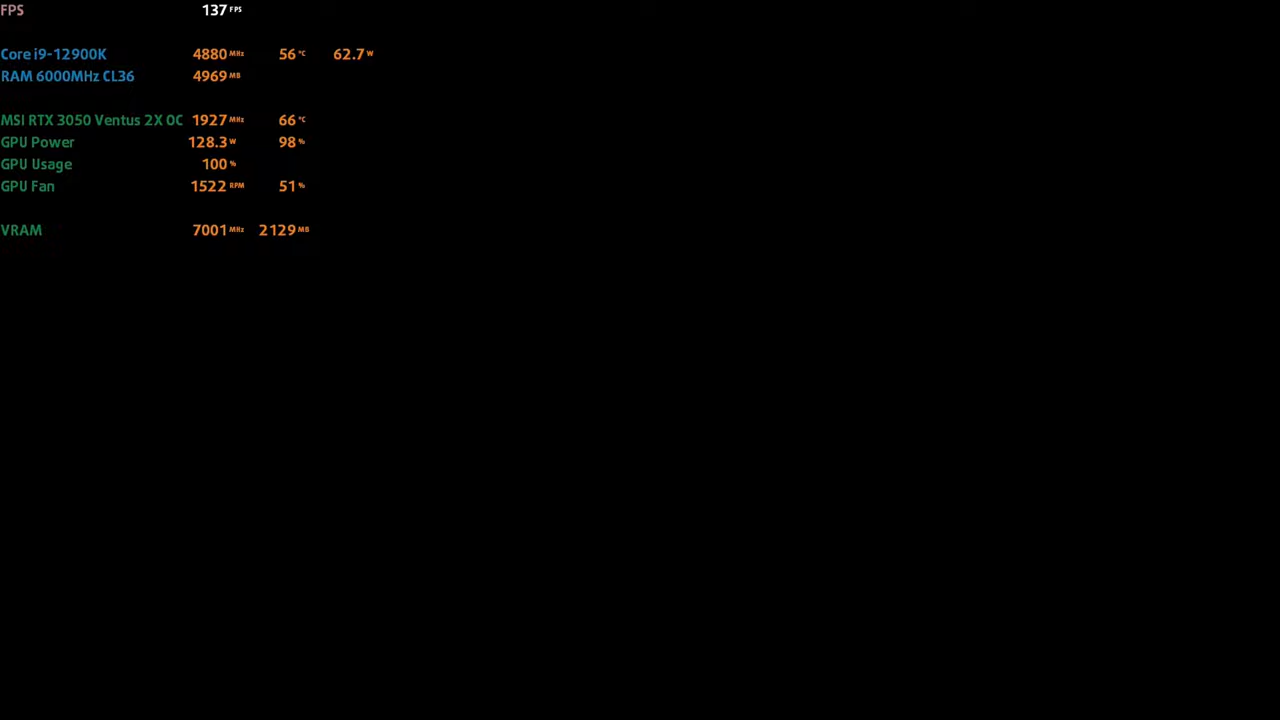 FPS 137 FPS
Core i9-12900K 4880 MHz 56 °C 62.7 W
RAM 6000MHz CL36 4969 MB
MSI RTX 3050 Ventus 2X OC 1927 MHz 66 °C
GPU Power 128.3 W 98 %
GPU Usage 100 %
GPU Fan 1522 RPM 51 %
VRAM 7001 MHz 2129 MB